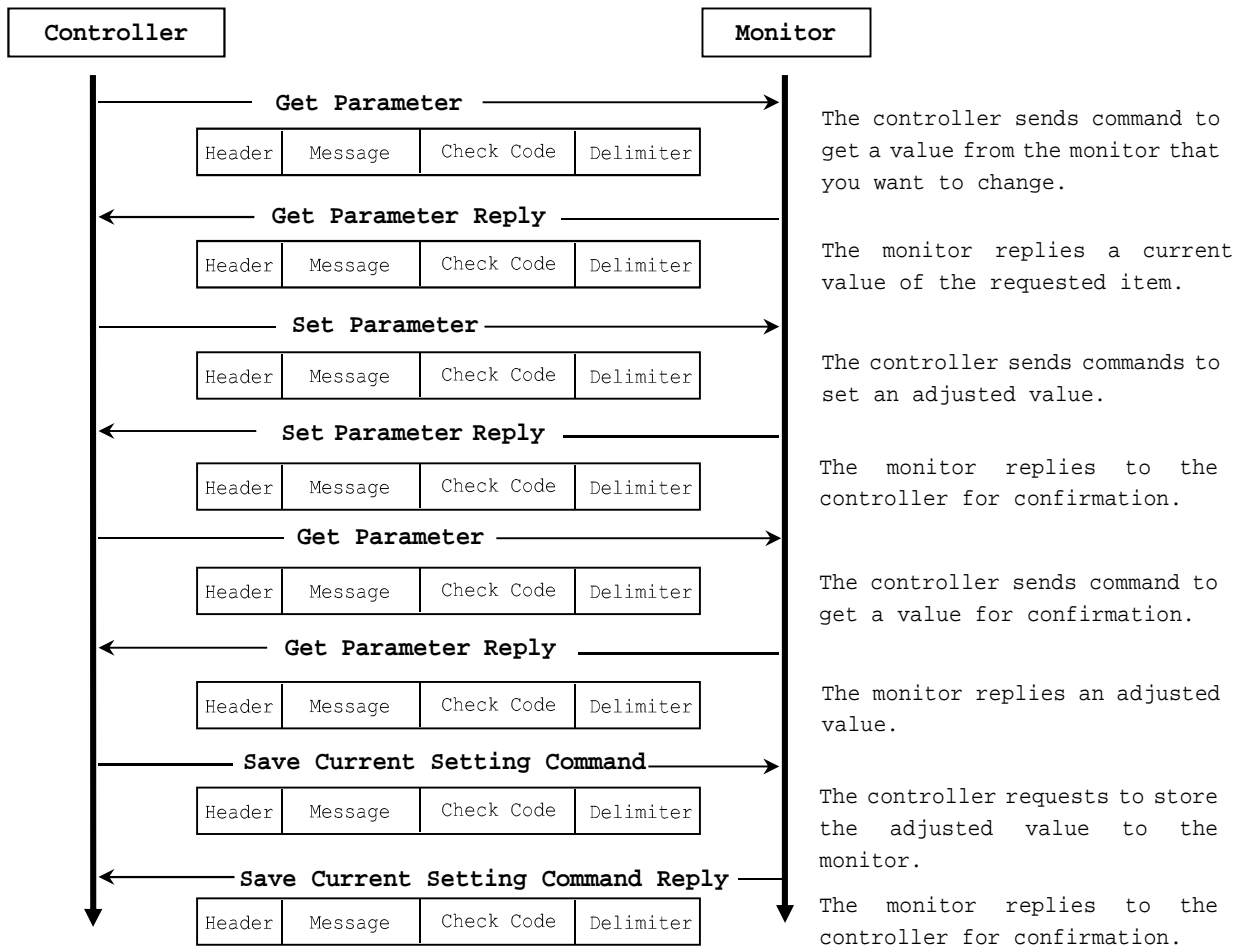 Controller
Monitor
Get Parameter
Header Message Check Code Delimiter
The controller sends command to
get a value from the monitor that
you want to change.
Get Parameter Reply
Header Message Check Code Delimiter
The monitor replies a current
value of the requested item.
Set Parameter
Header Message Check Code Delimiter
The controller sends commands to
set an adjusted value.
Set Parameter Reply
Header Message Check Code Delimiter
The monitor replies to the
controller for confirmation.
Get Parameter
Header Message Check Code Delimiter
The controller sends command to
get a value for confirmation.
Get Parameter Reply
Header Message Check Code Delimiter
The monitor replies an adjusted
value.
Save Current Setting Command
Header Message Check Code Delimiter
The controller requests to store
the adjusted value to the
monitor.
Save Current Setting Command Reply
Header Message Check Code Delimiter
The monitor replies to the
controller for confirmation.